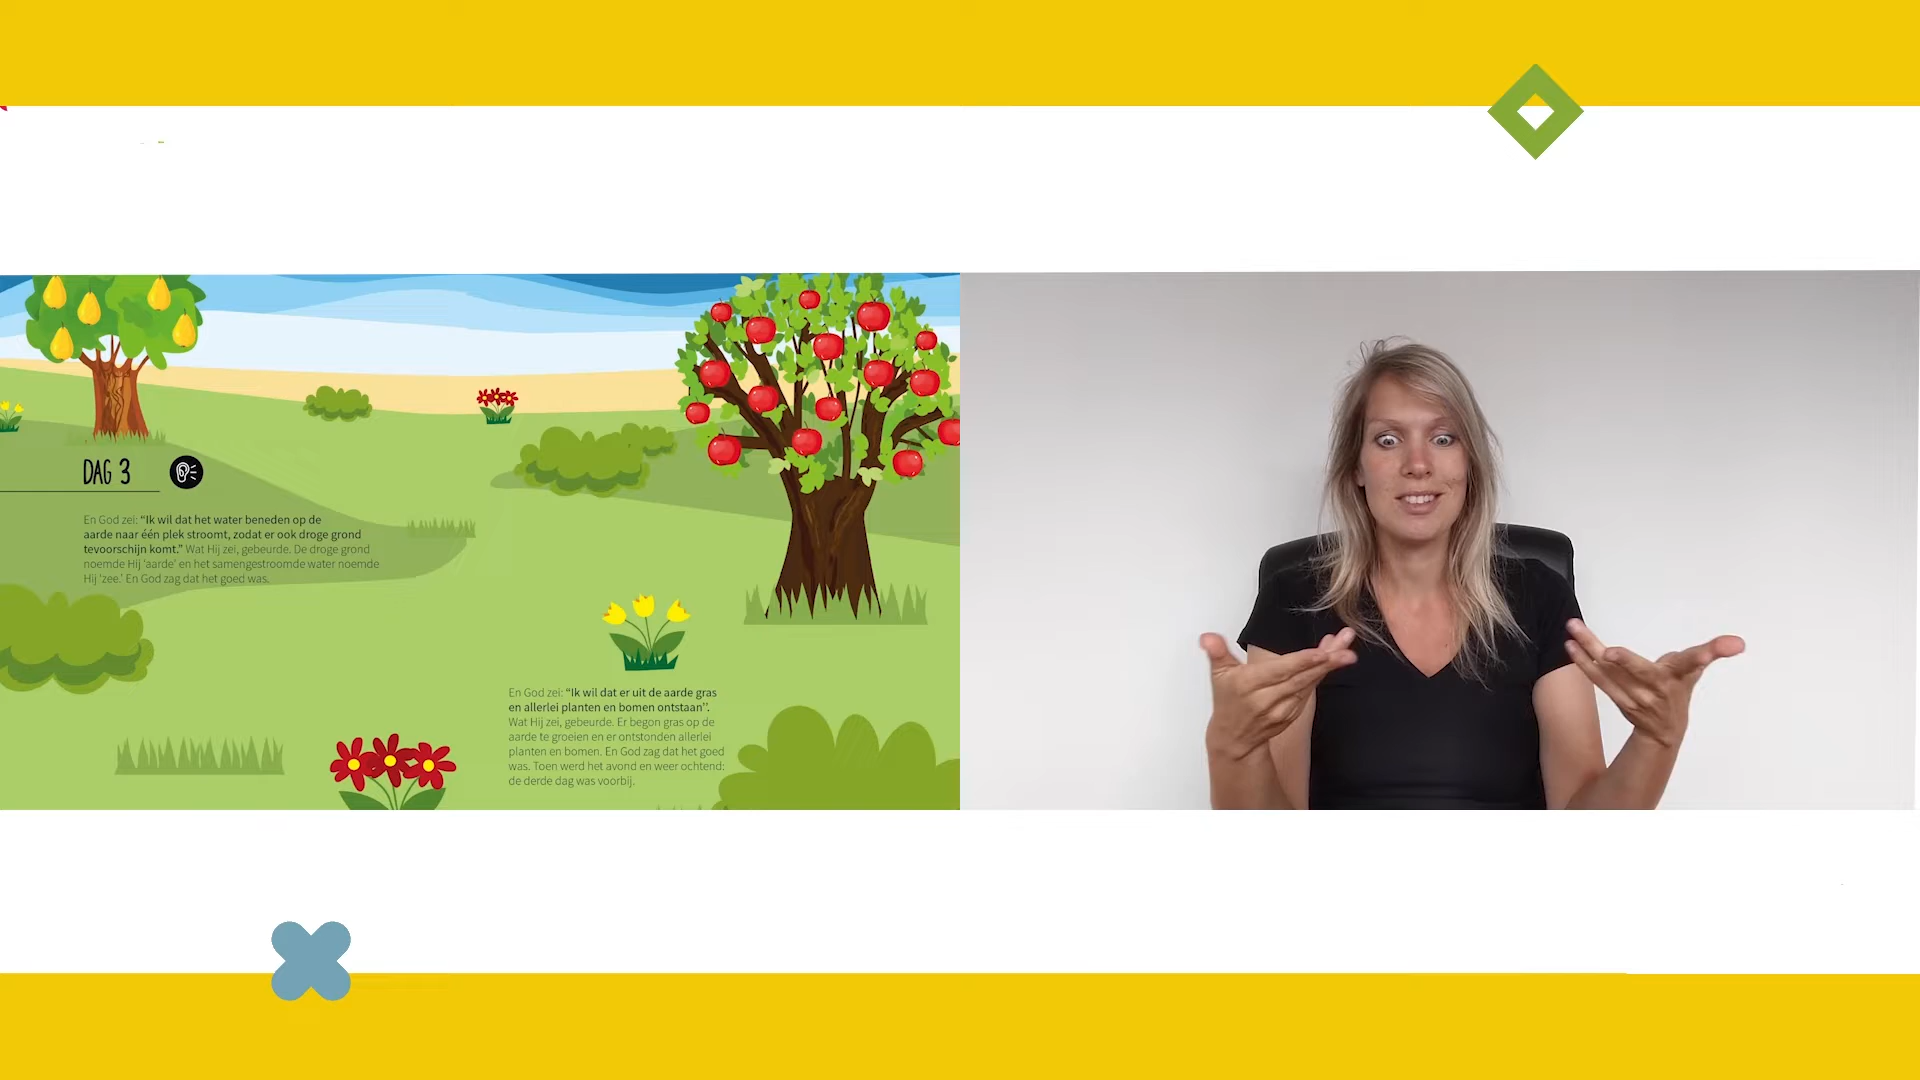 DAG 3
En God zei: “Ik wil dat het water beneden op de
aarde naar één plek stroomt, zodat er ook droge grond
tevoorschijn komt.” Wat Hij zei, gebeurde. De droge grond
noemde Hij ‘aarde’ en het samengestroomde water noemde
Hij ‘zee.’ En God zag dat het goed was.
En God zei: “Ik wil dat er uit de aarde gras
en allerlei planten en bomen ontstaan’’.
Wat Hij zei, gebeurde. Er begon gras op de
aarde te groeien en er ontstonden allerlei
planten en bomen. En God zag dat het goed
was. Toen werd het avond en weer ochtend:
de derde dag was voorbij.